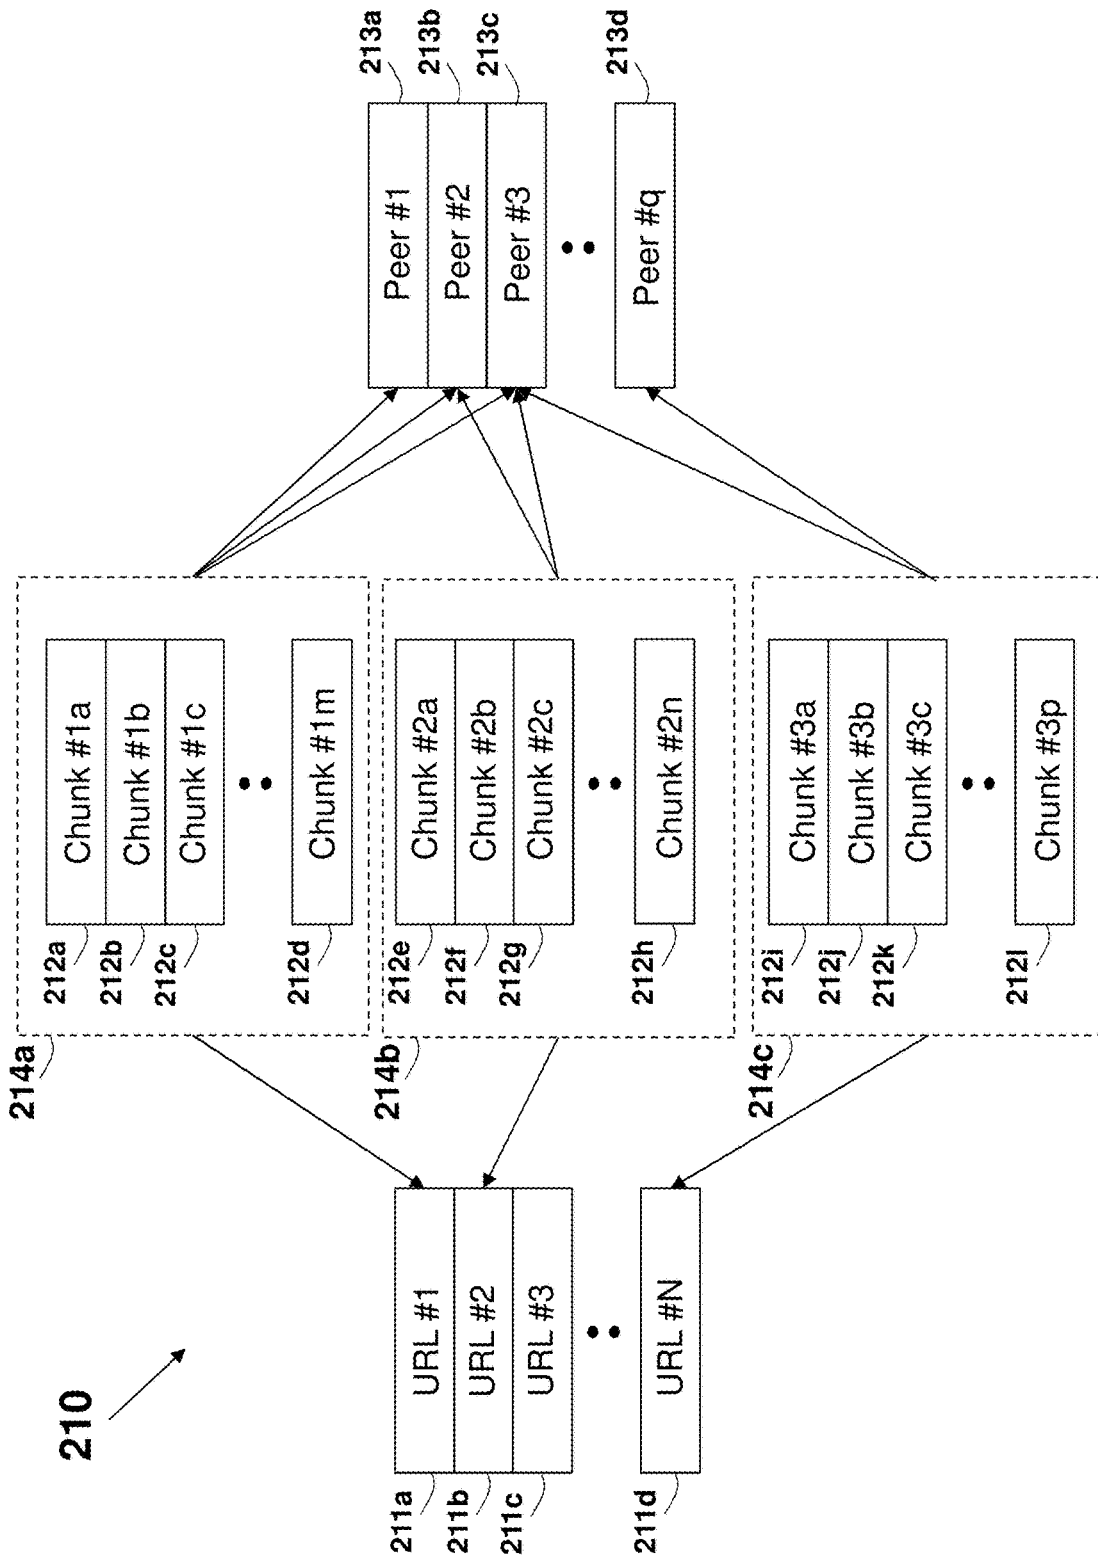 210
211a
URL #1
211b
URL #2
211c
URL #3
211d
URL #N
214a
212a
Chunk #1a
212b
Chunk #1b
212c
Chunk #1c
212d
Chunk #1m
214b
212e
Chunk #2a
212f
Chunk #2b
212g
Chunk #2c
212h
Chunk #2n
214c
212i
Chunk #3a
212j
Chunk #3b
212k
Chunk #3c
212l
Chunk #3p
Peer #1
213a
Peer #2
213b
Peer #3
213c
Peer #q
213d